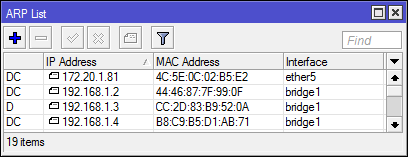 ARP List
Find
IP Address MAC Address Interface
DC 172.20.1.81 4C:5E:0C:02:B5:E2 ether5
DC 192.168.1.2 44:46:87:7F:99:0F bridge1
D 192.168.1.3 CC:2D:83:B9:52:0A bridge1
DC 192.168.1.4 B8:C9:B5:D1:AB:71 bridge1
19 items